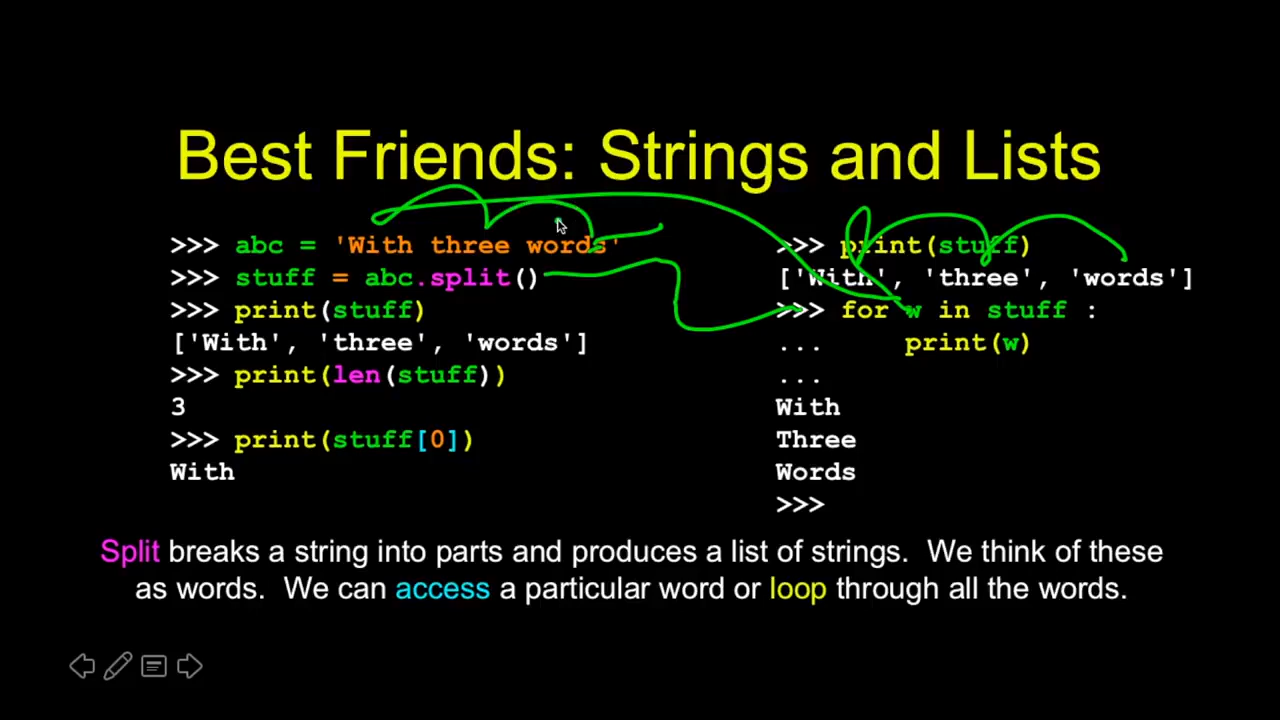 Best Friends: Strings and Lists
>>> abc = 'With three words'
>>> stuff = abc.split()
>>> print(stuff)
['With', 'three', 'words']
>>> print(len(stuff))
3
>>> print(stuff[0])
With
>>> print(stuff)
['With', 'three', 'words']
>>> for w in stuff :
...     print(w)
...
With
Three
Words
>>>
Split breaks a string into parts and produces a list of strings.  We think of these
as words.  We can access a particular word or loop through all the words.